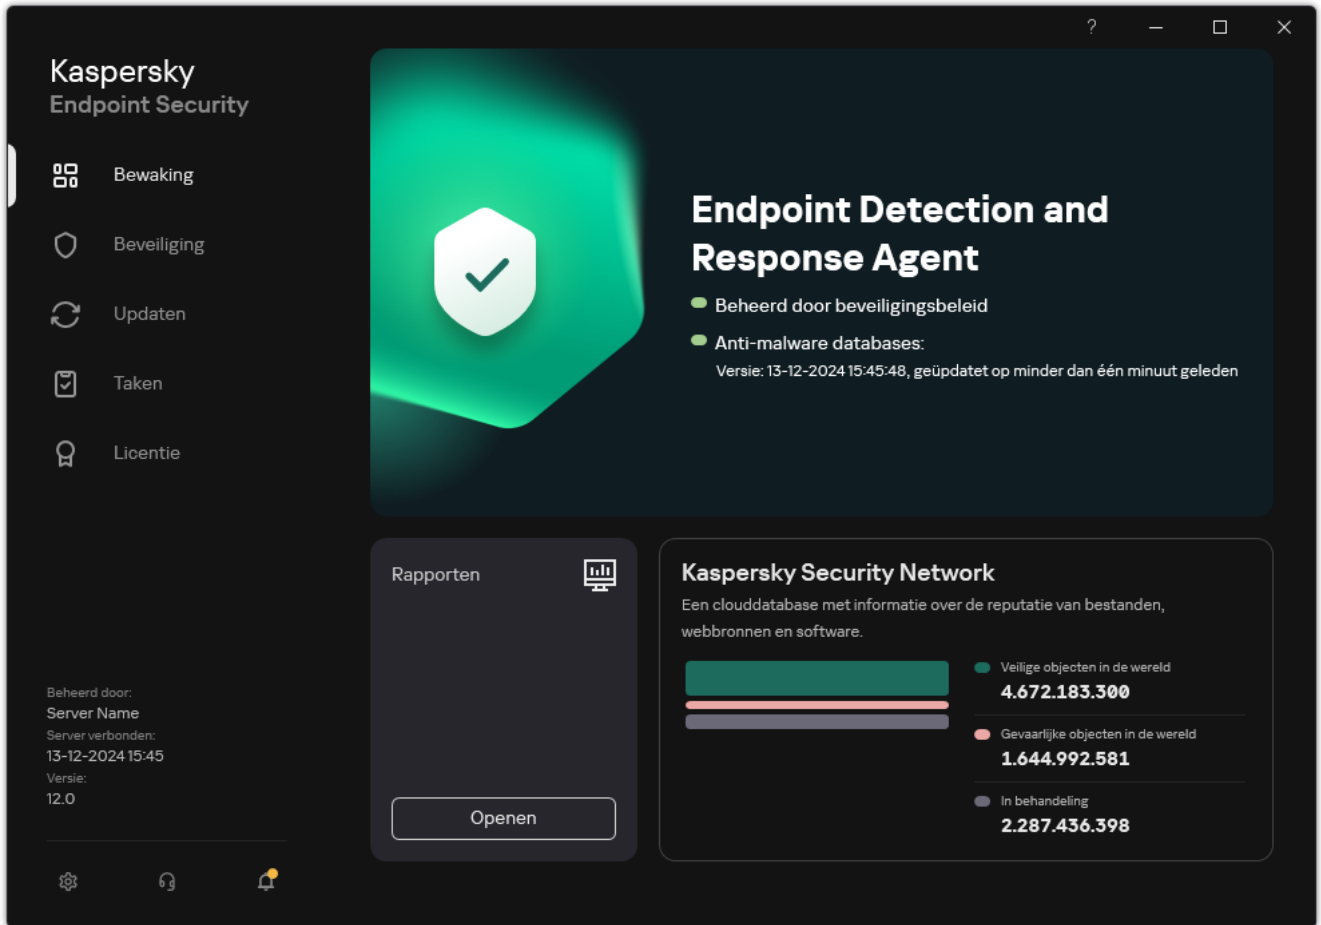 ?
Kaspersky
Endpoint Security
Bewaking
Beveiliging
Updaten
Taken
Licentie
Beheerd door:
Server Name
Server verbonden:
13-12-2024 15:45
Versie:
12.0
Endpoint Detection and
Response Agent
Beheerd door beveiligingsbeleid
Anti-malware databases:
Versie: 13-12-2024 15:45:48, geüpdatet op minder dan één minuut geleden
Rapporten
Openen
Kaspersky Security Network
Een clouddatabase met informatie over de reputatie van bestanden,
webbronnen en software.
Veilige objecten in de wereld
4.672.183.300
Gevaarlijke objecten in de wereld
1.644.992.581
In behandeling
2.287.436.398